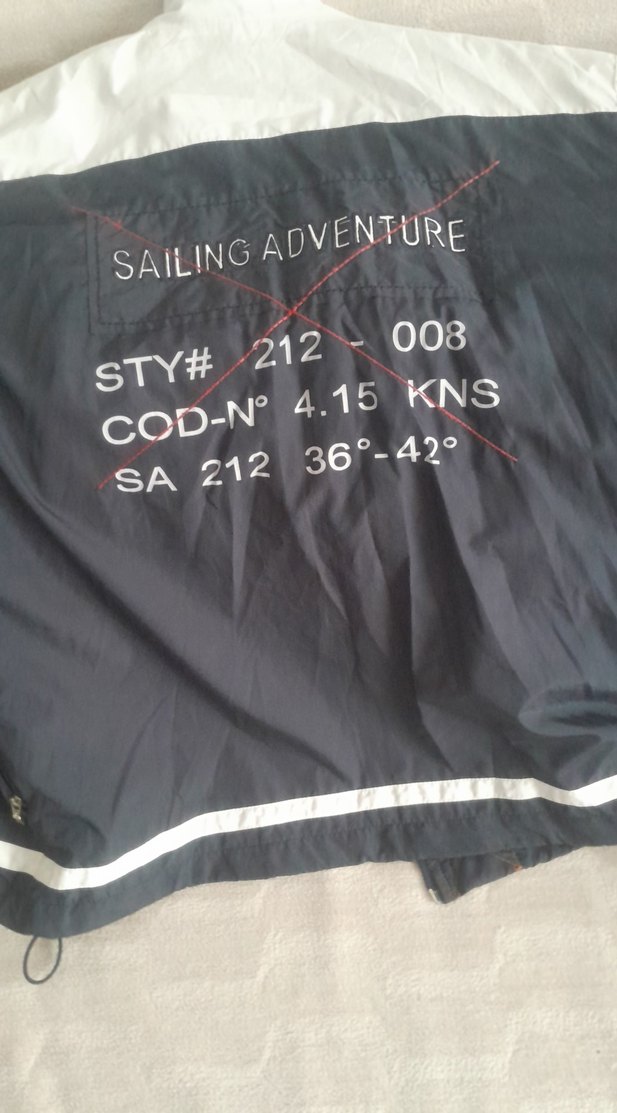 SAILING ADVENTURE
STY# 212 - 008
COD-N° 4.15 KNS
SA 212 36°-42°